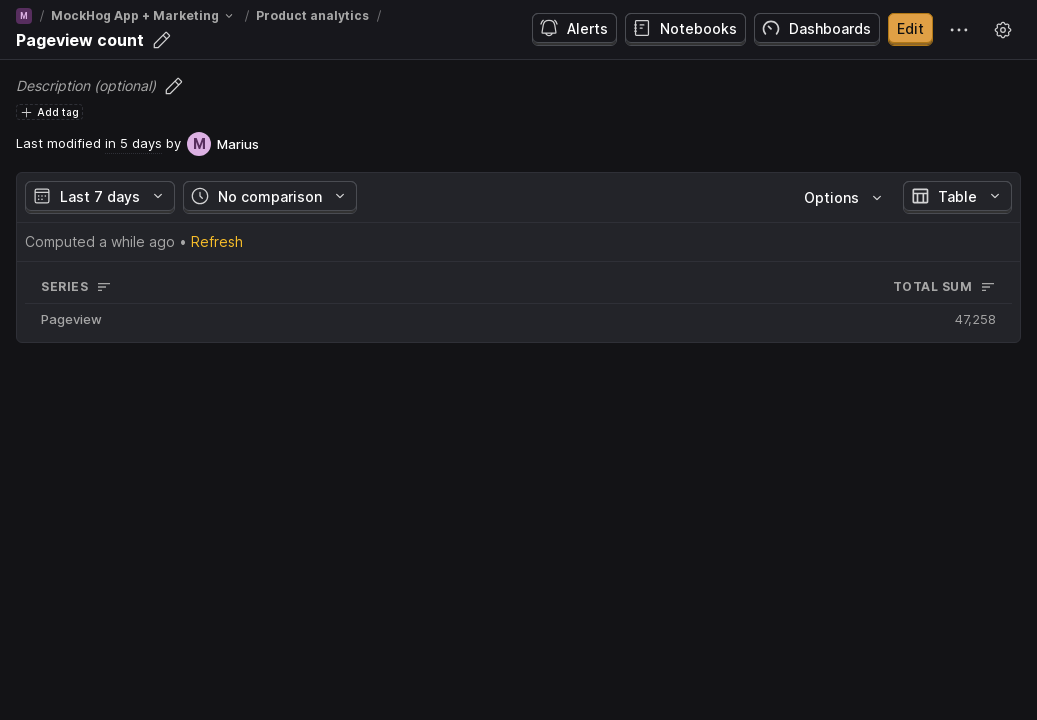 M / MockHog App + Marketing / Product analytics /
Pageview count
Alerts Notebooks Dashboards Edit
Description (optional)
Add tag
Last modified in 5 days by M Marius
Last 7 days No comparison Options Table
Computed a while ago • Refresh
SERIES TOTAL SUM
Pageview 47,258